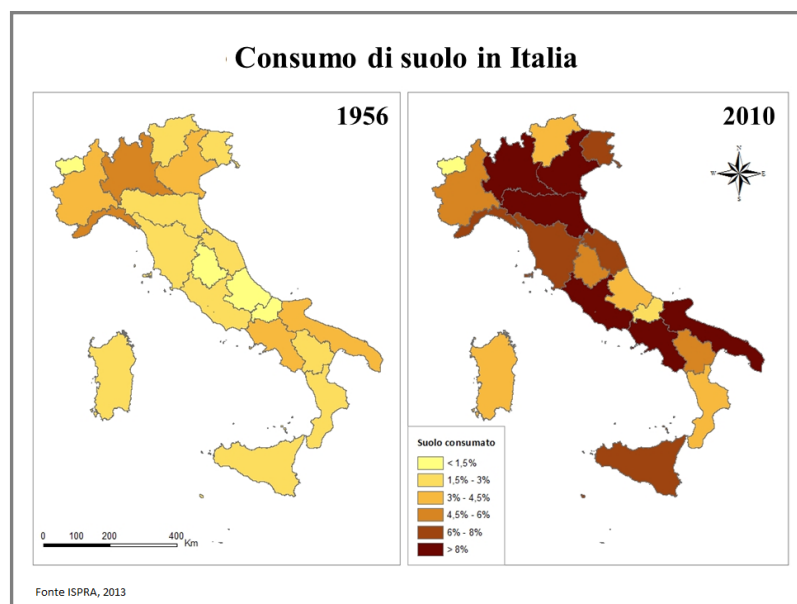 Consumo di suolo in Italia
1956
2010
N
W
E
S
Suolo consumato
< 1,5%
1,5% - 3%
3% - 4,5%
4,5% - 6%
6% - 8%
> 8%
0 100 200 400 Km
Fonte ISPRA, 2013